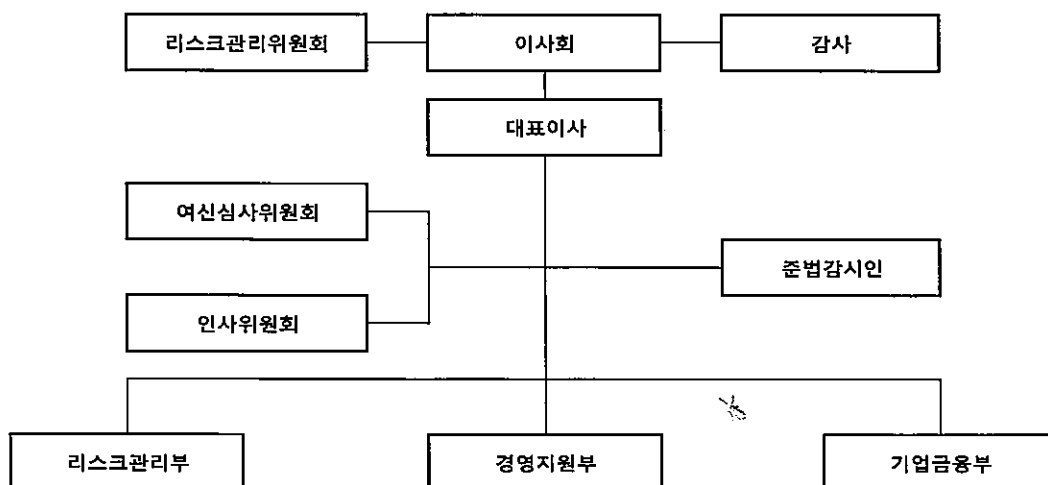 리스크관리위원회
이사회
감사
대표이사
여신심사위원회
준법감시인
인사위원회
리스크관리부
경영지원부
기업금융부